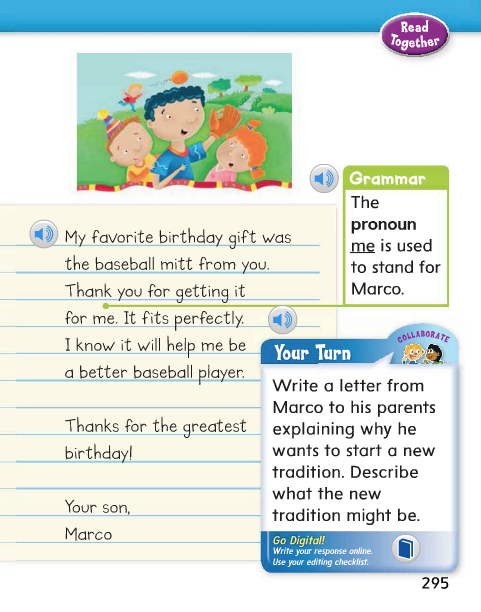 Read
Together
My favorite birthday gift was
the baseball mitt from you.
Thank you for getting it
for me. It fits perfectly.
I know it will help me be
a better baseball player.
Thanks for the greatest
birthday!
Your son,
Marco
Grammar
The
pronoun
me is used
to stand for
Marco.
COLLABORATE
Your Turn
Write a letter from
Marco to his parents
explaining why he
wants to start a new
tradition. Describe
what the new
tradition might be.
Go Digital!
Write your response online.
Use your editing checklist.
295